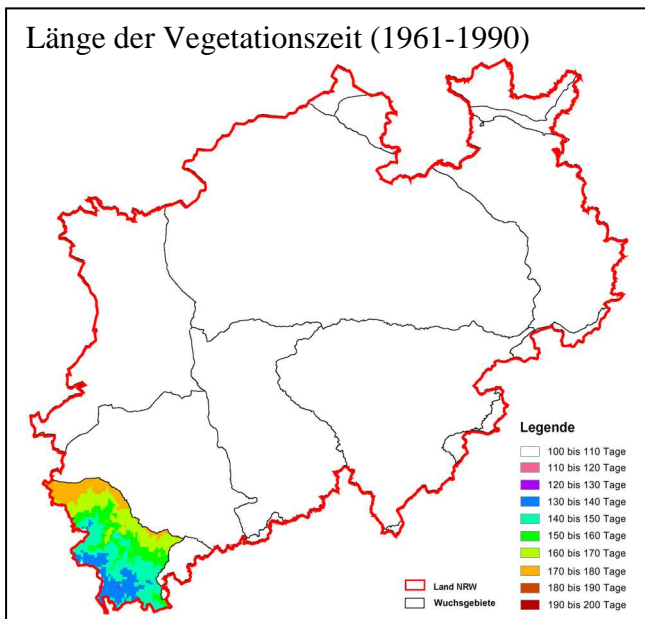 Länge der Vegetationszeit (1961-1990)
Legende
100 bis 110 Tage
110 bis 120 Tage
120 bis 130 Tage
130 bis 140 Tage
140 bis 150 Tage
150 bis 160 Tage
160 bis 170 Tage
170 bis 180 Tage
180 bis 190 Tage
190 bis 200 Tage
Land NRW
Wuchsgebiete